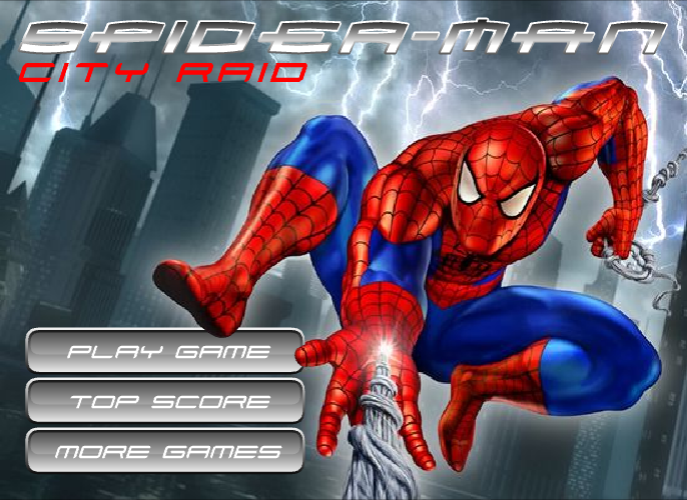 SPIDER-MAN
CITY RAID
PLAY GAME
TOP SCORE
MORE GAMES